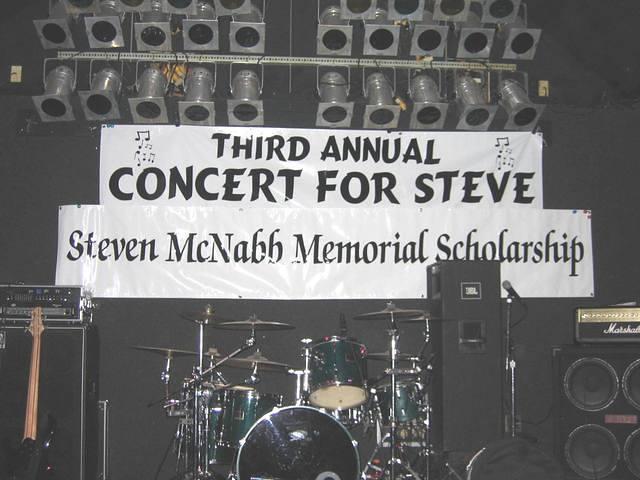 THIRD ANNUAL
CONCERT FOR STEVE
Steven McNabb Memorial Scholarship
JBL
Marshall